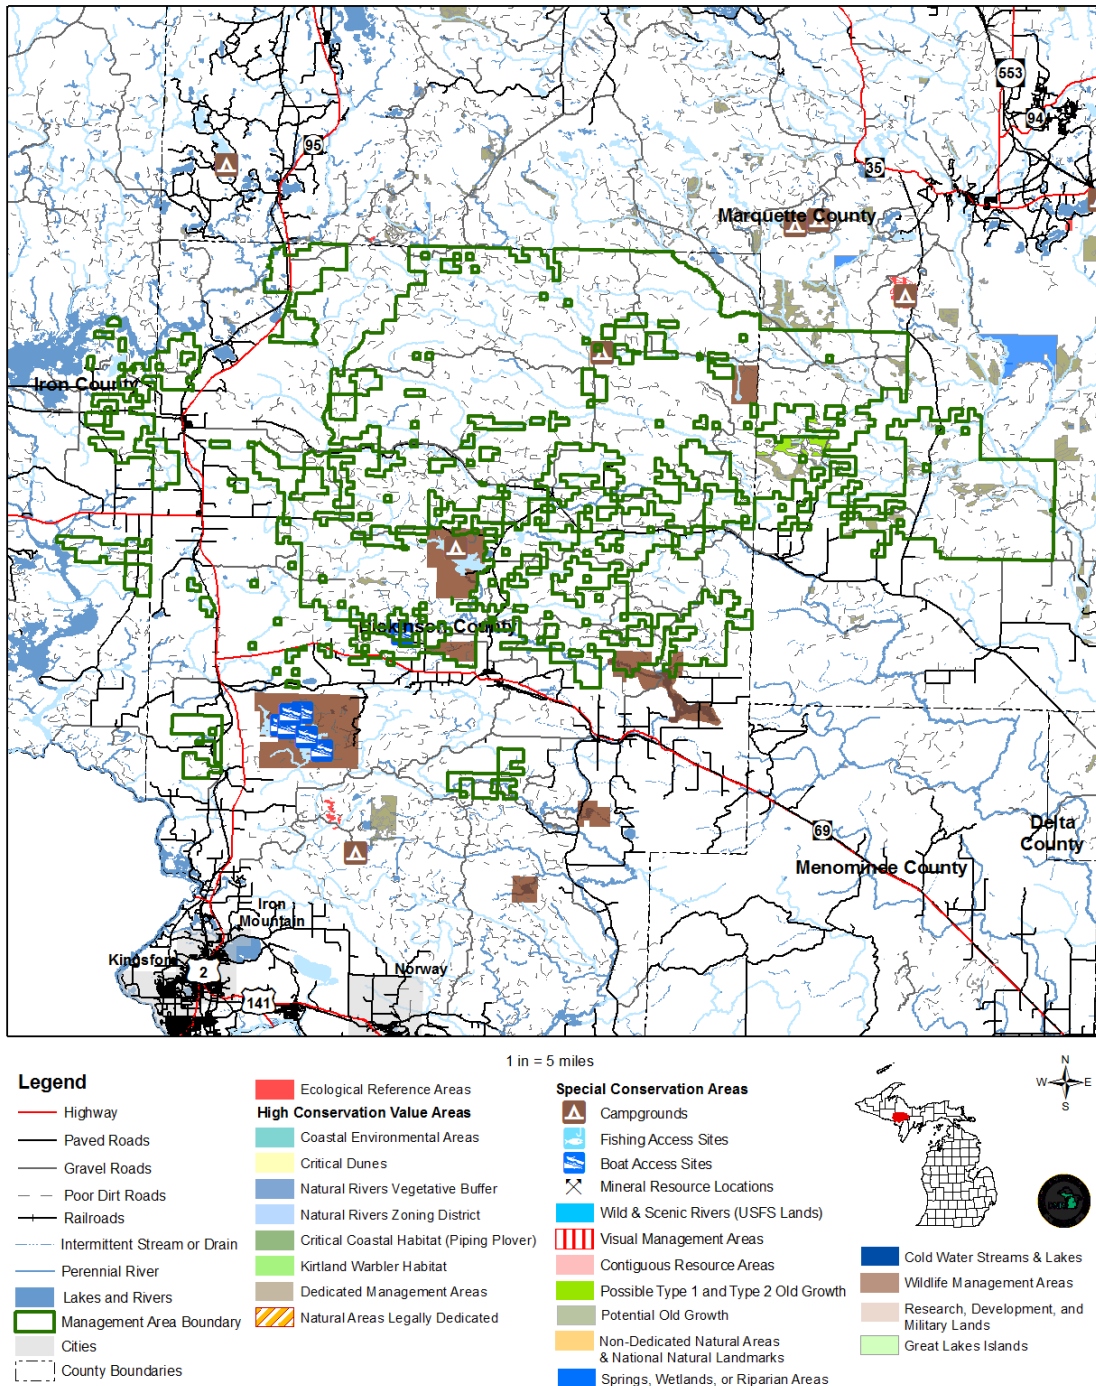 553
95
94
35
Marquette County
Iron County
Dickinson County
69
Delta
County
Menominee County
Iron
Mountain
Kingsford
2
Norway
141
1 in = 5 miles
Legend
Highway
Paved Roads
Gravel Roads
Poor Dirt Roads
Railroads
Intermittent Stream or Drain
Perennial River
Lakes and Rivers
Management Area Boundary
Cities
County Boundaries
Ecological Reference Areas
High Conservation Value Areas
Coastal Environmental Areas
Critical Dunes
Natural Rivers Vegetative Buffer
Natural Rivers Zoning District
Critical Coastal Habitat (Piping Plover)
Kirtland Warbler Habitat
Dedicated Management Areas
Natural Areas Legally Dedicated
Special Conservation Areas
Campgrounds
Fishing Access Sites
Boat Access Sites
Mineral Resource Locations
Wild & Scenic Rivers (USFS Lands)
Visual Management Areas
Contiguous Resource Areas
Possible Type 1 and Type 2 Old Growth
Potential Old Growth
Non-Dedicated Natural Areas
& National Natural Landmarks
Springs, Wetlands, or Riparian Areas
N
W E
S
Cold Water Streams & Lakes
Wildlife Management Areas
Research, Development, and
Military Lands
Great Lakes Islands